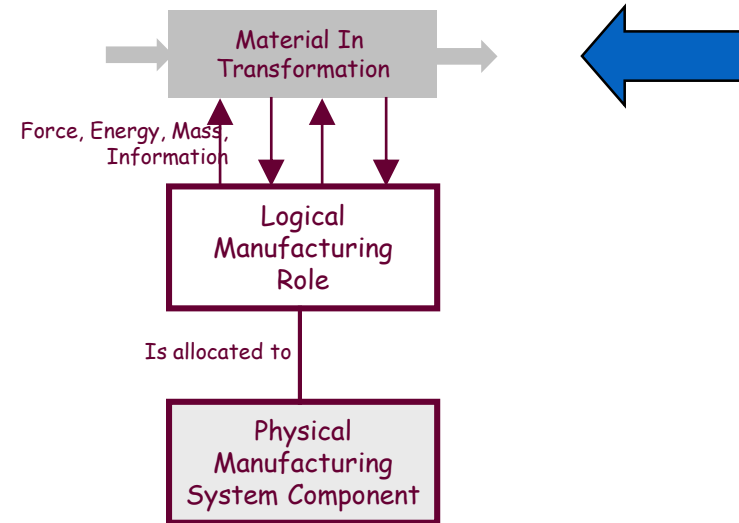 Material In
Transformation
Force, Energy, Mass,
Information
Logical
Manufacturing
Role
Is allocated to
Physical
Manufacturing
System Component